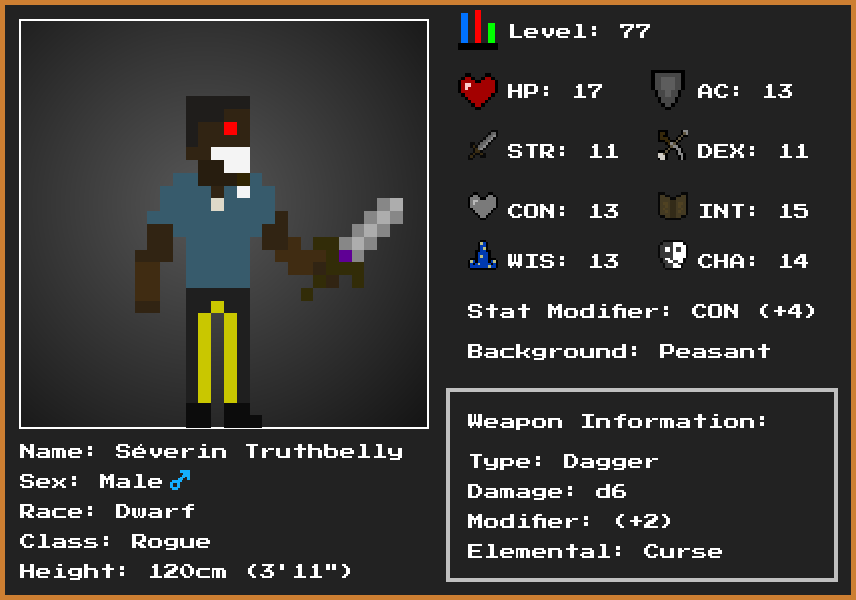 Level: 77
HP: 17 AC: 13
STR: 11 DEX: 11
CON: 13 INT: 15
WIS: 13 CHA: 14
Stat Modifier: CON (+4)
Background: Peasant
Weapon Information:
Type: Dagger
Damage: d6
Modifier: (+2)
Elemental: Curse
Name: Séverin Truthbelly
Sex: Male♂
Race: Dwarf
Class: Rogue
Height: 120cm (3'11")